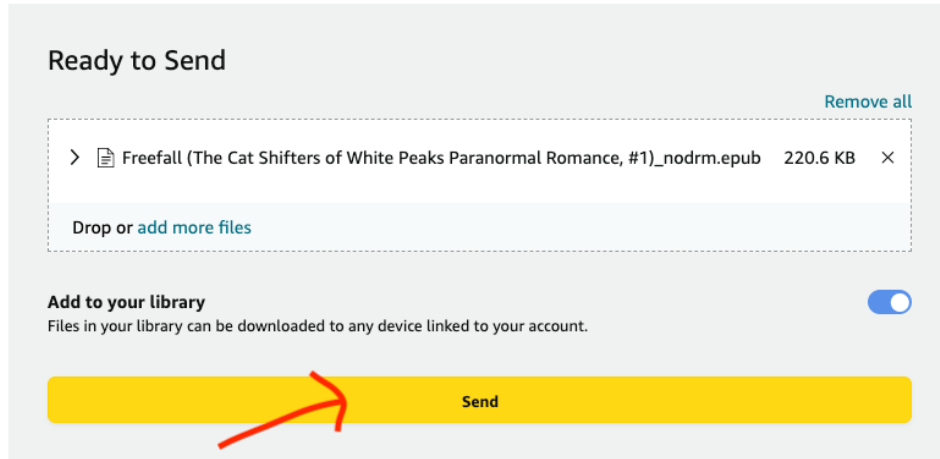 Ready to Send
Remove all
Freefall (The Cat Shifters of White Peaks Paranormal Romance, #1)_nodrm.epub 220.6 KB
Drop or add more files
Add to your library
Files in your library can be downloaded to any device linked to your account.
Send